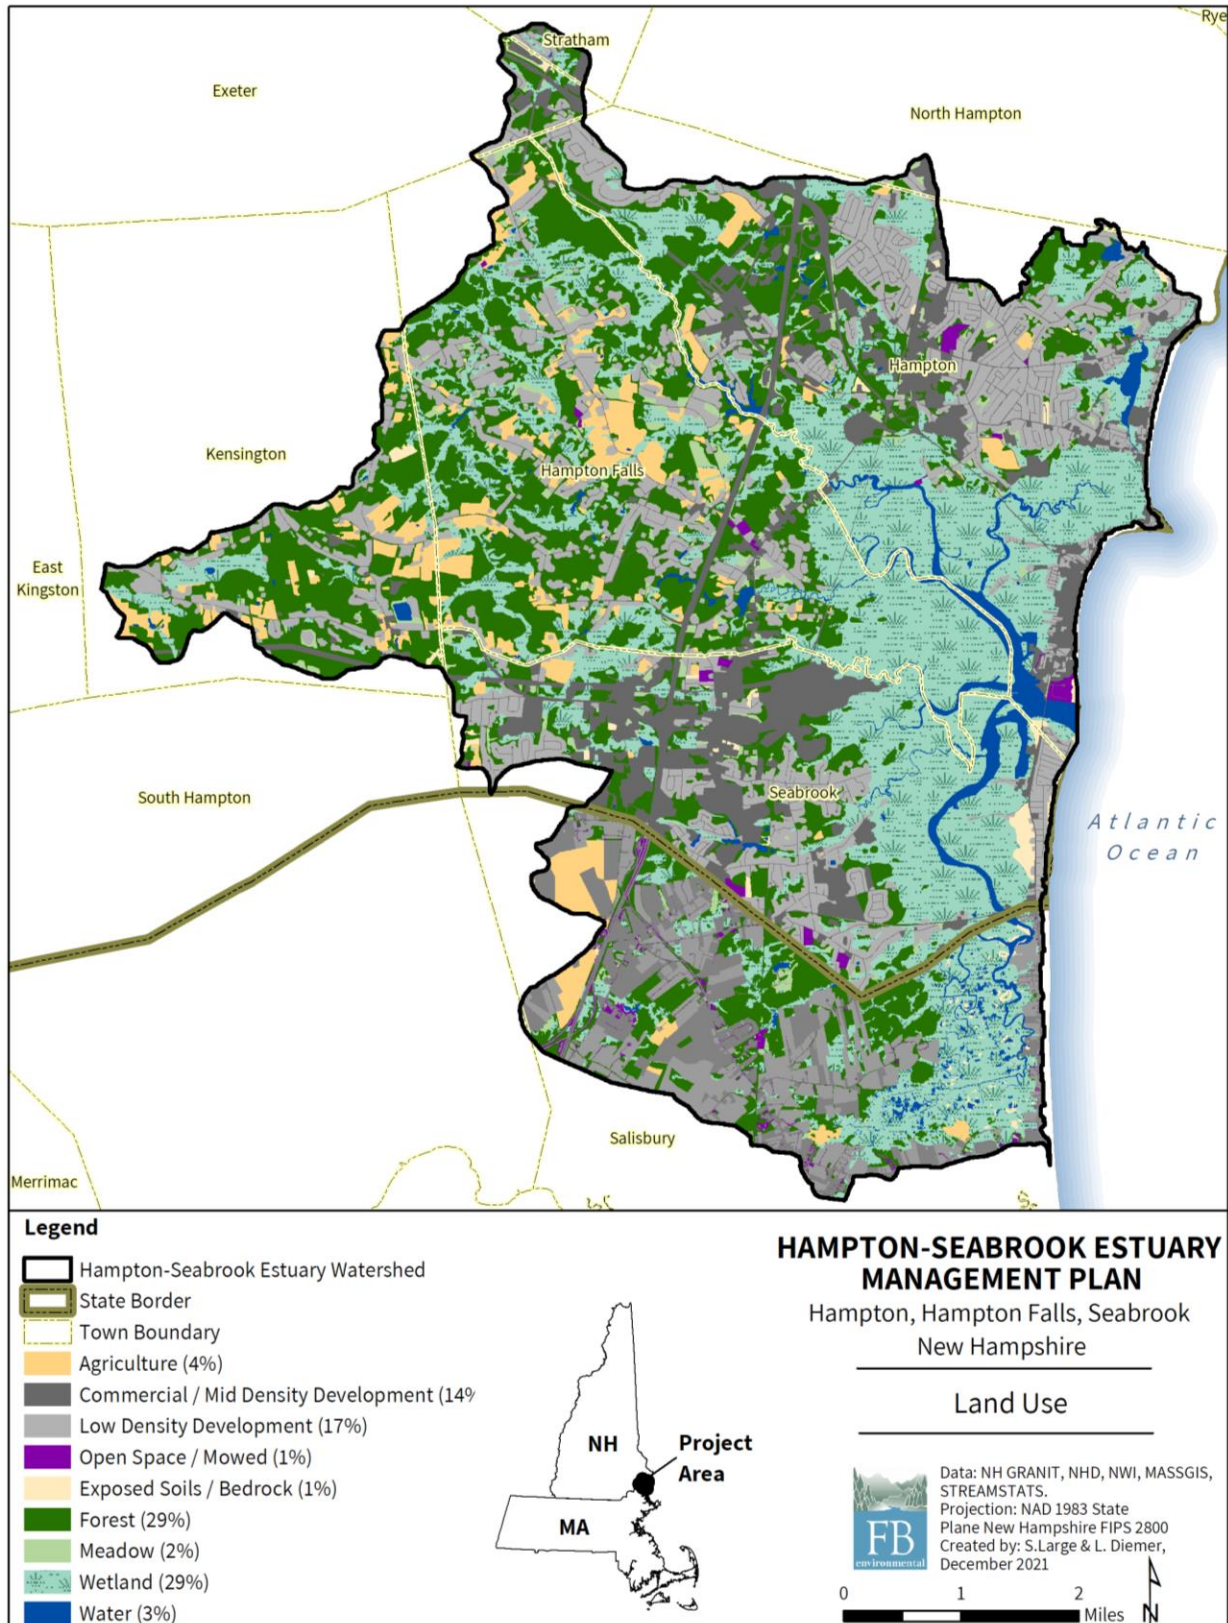 Rye
Stratham
Exeter
North Hampton
Hampton
Kensington
Hampton Falls
East
Kingston
South Hampton
Seabrook
Atlantic
Ocean
Salisbury
Merrimac
Legend
Hampton-Seabrook Estuary Watershed
State Border
Town Boundary
Agriculture (4%)
Commercial / Mid Density Development (14%
Low Density Development (17%)
Open Space / Mowed (1%)
Exposed Soils / Bedrock (1%)
Forest (29%)
Meadow (2%)
Wetland (29%)
Water (3%)
NH
MA
Project
Area
HAMPTON-SEABROOK ESTUARY
MANAGEMENT PLAN
Hampton, Hampton Falls, Seabrook
New Hampshire
Land Use
FB
environmental
Data: NH GRANIT, NHD, NWI, MASSGIS,
STREAMSTATS.
Projection: NAD 1983 State
Plane New Hampshire FIPS 2800
Created by: S.Large & L. Diemer,
December 2021
0 1 2
Miles
N